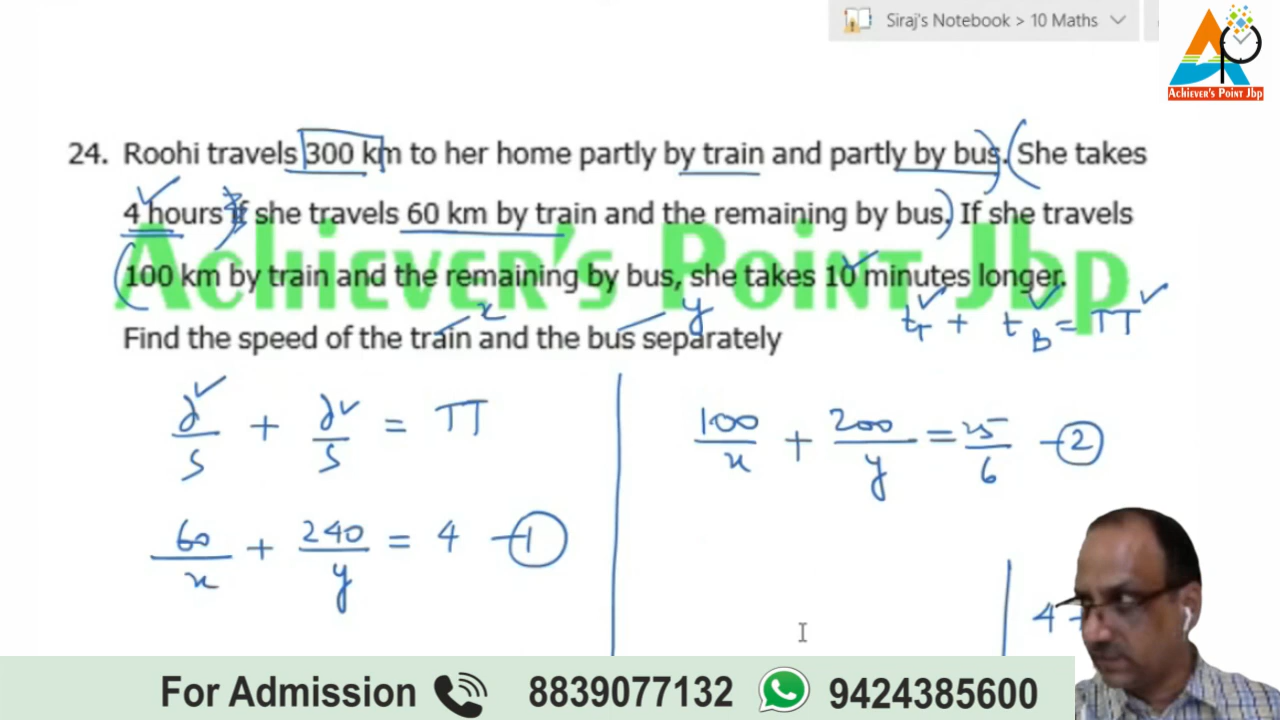 Siraj's Notebook > 10 Maths
ACHIEVER'S POINT JBP
24. Roohi travels 300 km to her home partly by train and partly by bus. She takes
4 hours if she travels 60 km by train and the remaining by bus. If she travels
100 km by train and the remaining by bus, she takes 10 minutes longer.
Find the speed of the train and the bus separately
Achiever's Point Jbp
x y
t_T + t_B = TT
d/s + d/s = TT
60/x + 240/y = 4 — 1
100/x + 200/y = 25/6 — 2
4 +
For Admission 8839077132 9424385600